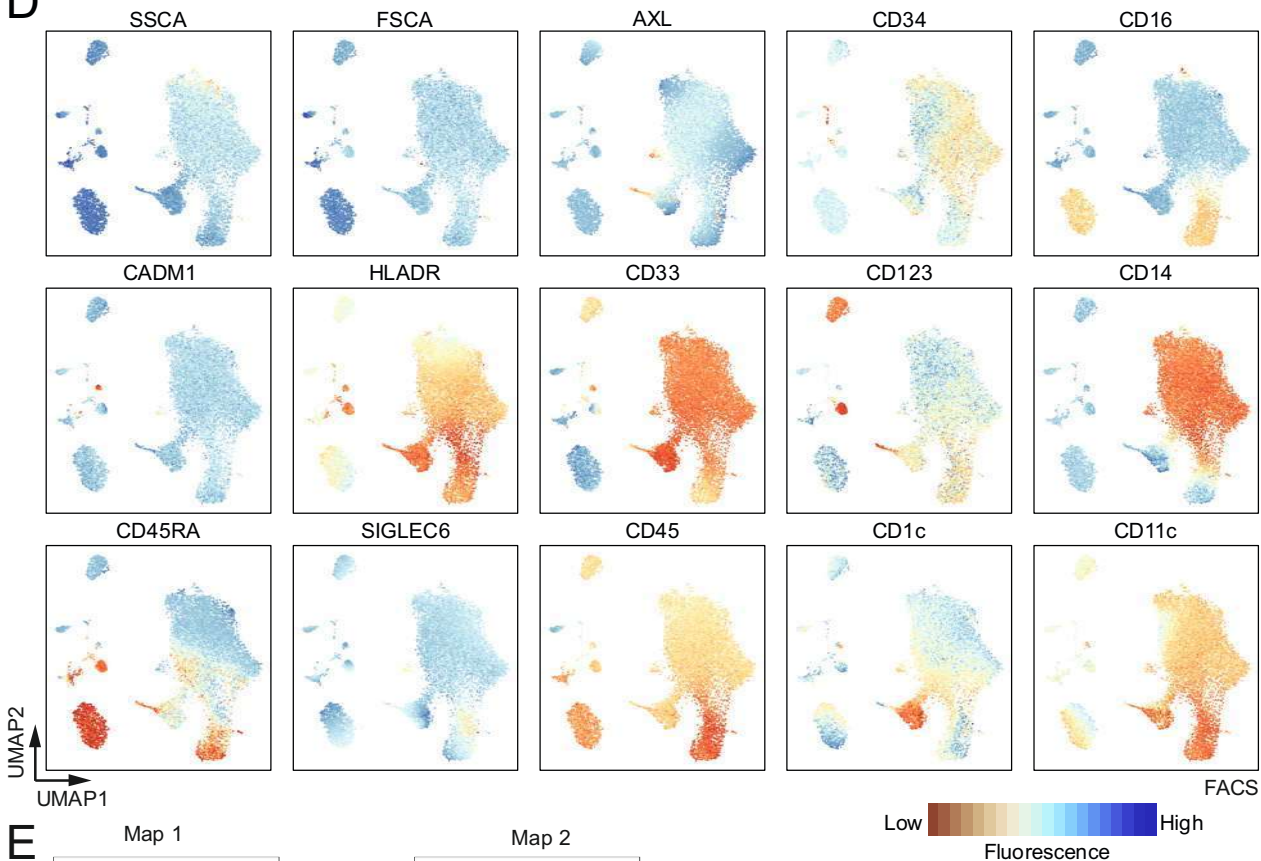 D
SSCA FSCA AXL CD34 CD16
CADM1 HLADR CD33 CD123 CD14
CD45RA SIGLEC6 CD45 CD1c CD11c
UMAP2
UMAP1
FACS
Low High
Fluorescence
E
Map 1 Map 2